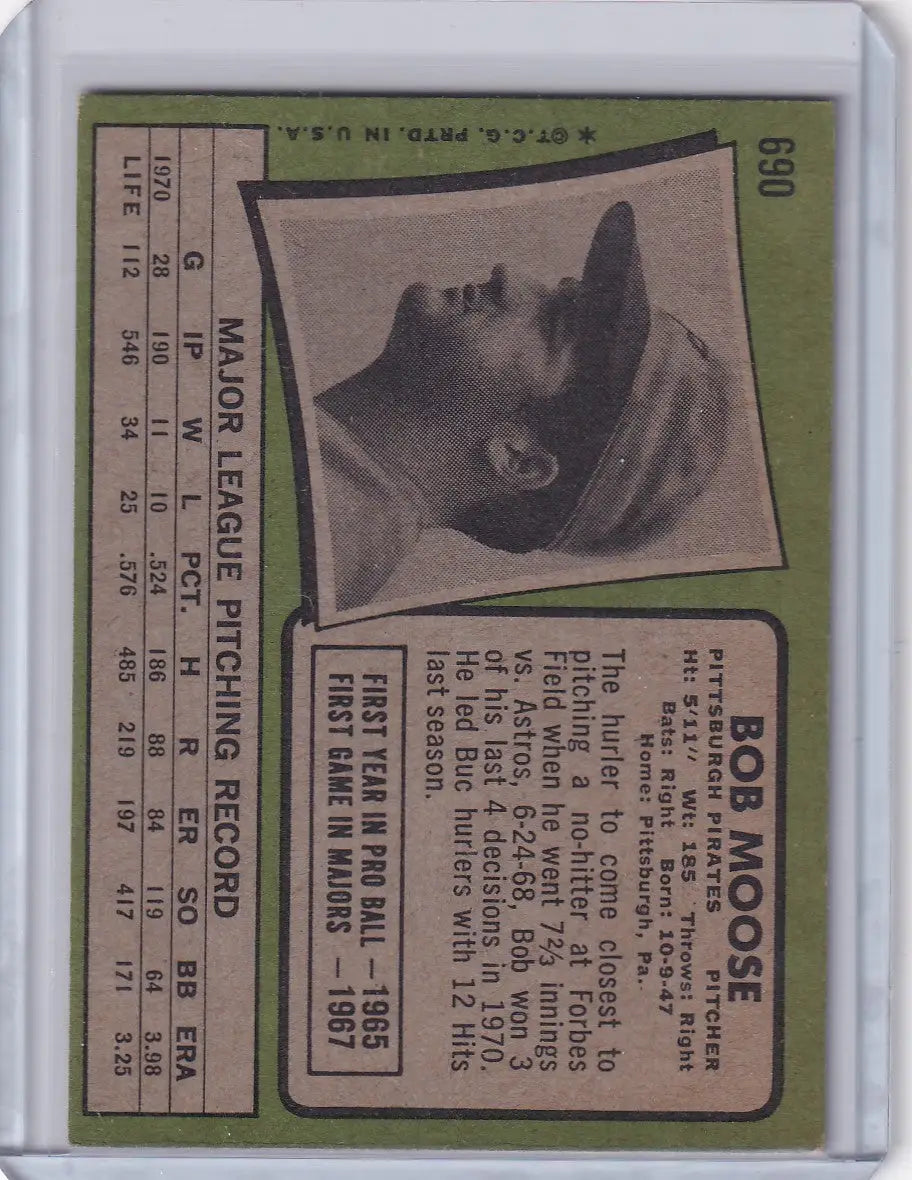 690
BOB MOOSE
PITTSBURGH PIRATES PITCHER
Ht: 5/11" Wt: 185 Throws: Right
Bats: Right Born: 10-9-47
Home: Pittsburgh, Pa.
The hurler to come closest to
pitching a no-hitter at Forbes
Field when he went 7⅔ innings
vs. Astros, 6-24-68, Bob won 3
of his last 4 decisions in 1970.
He led Buc hurlers with 12 Hits
last season.
FIRST YEAR IN PRO BALL — 1965
FIRST GAME IN MAJORS — 1967
* ©T.C.G. PRTD. IN U.S.A.
MAJOR LEAGUE PITCHING RECORD
G IP W L PCT. H R ER SO BB ERA
1970 28 190 11 10 .524 186 88 84 119 64 3.98
LIFE 112 546 34 25 .576 485 219 197 417 171 3.25